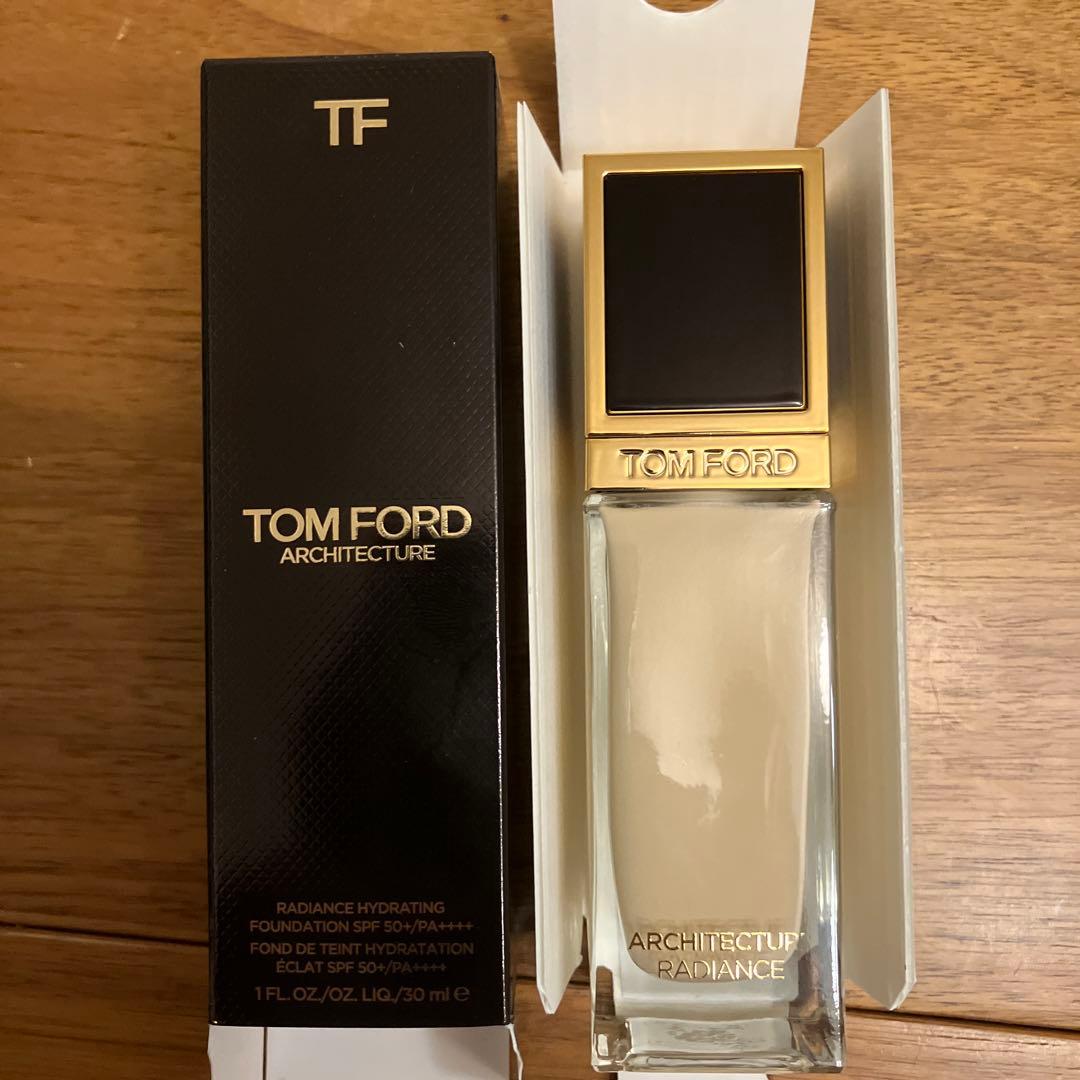 TF
TOM FORD
ARCHITECTURE
RADIANCE HYDRATING
FOUNDATION SPF 50+/PA++++
FOND DE TEINT HYDRATATION
ÉCLAT SPF 50+/PA++++
1 FL. OZ./OZ. LIQ./30 ml ℮
TOM FORD
ARCHITECTURE
RADIANCE